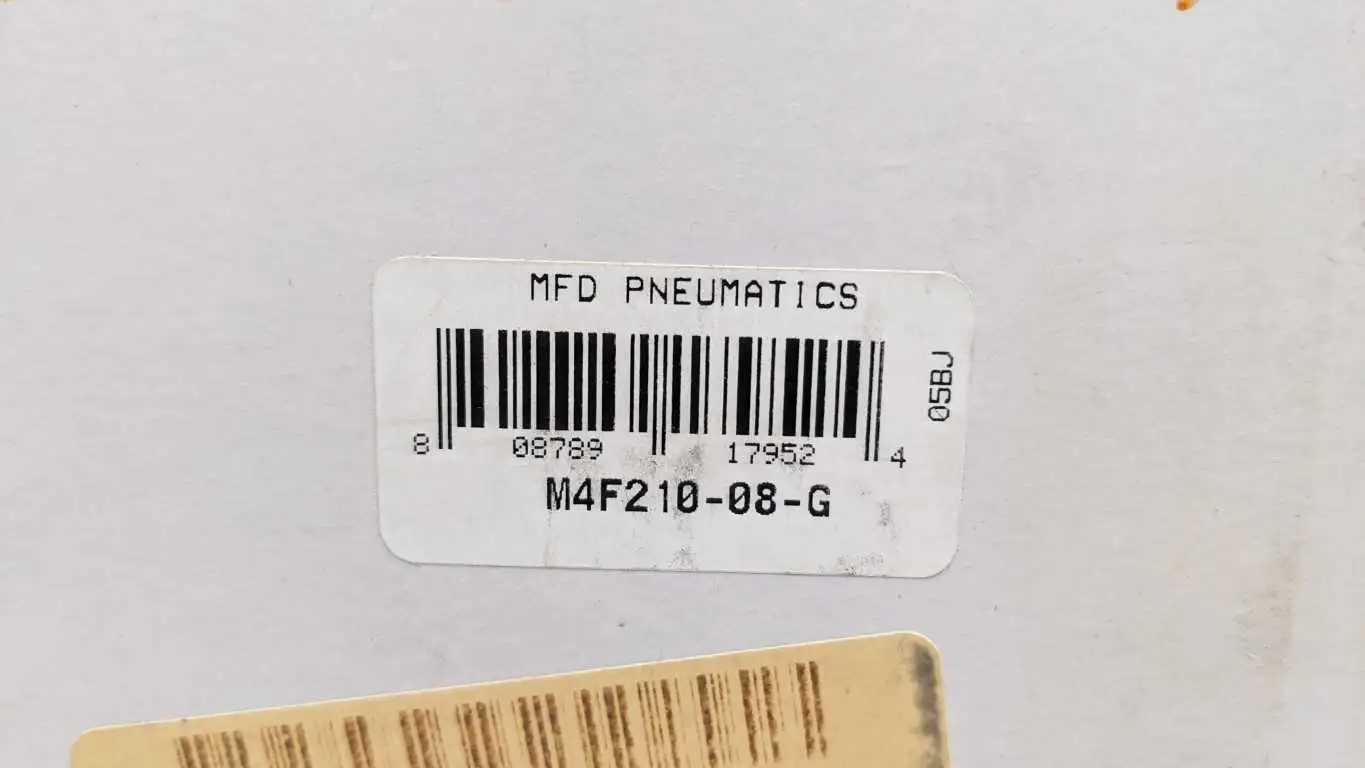 MFD PNEUMATICS
8 08789 17952 4
M4F210-08-G
05BJ